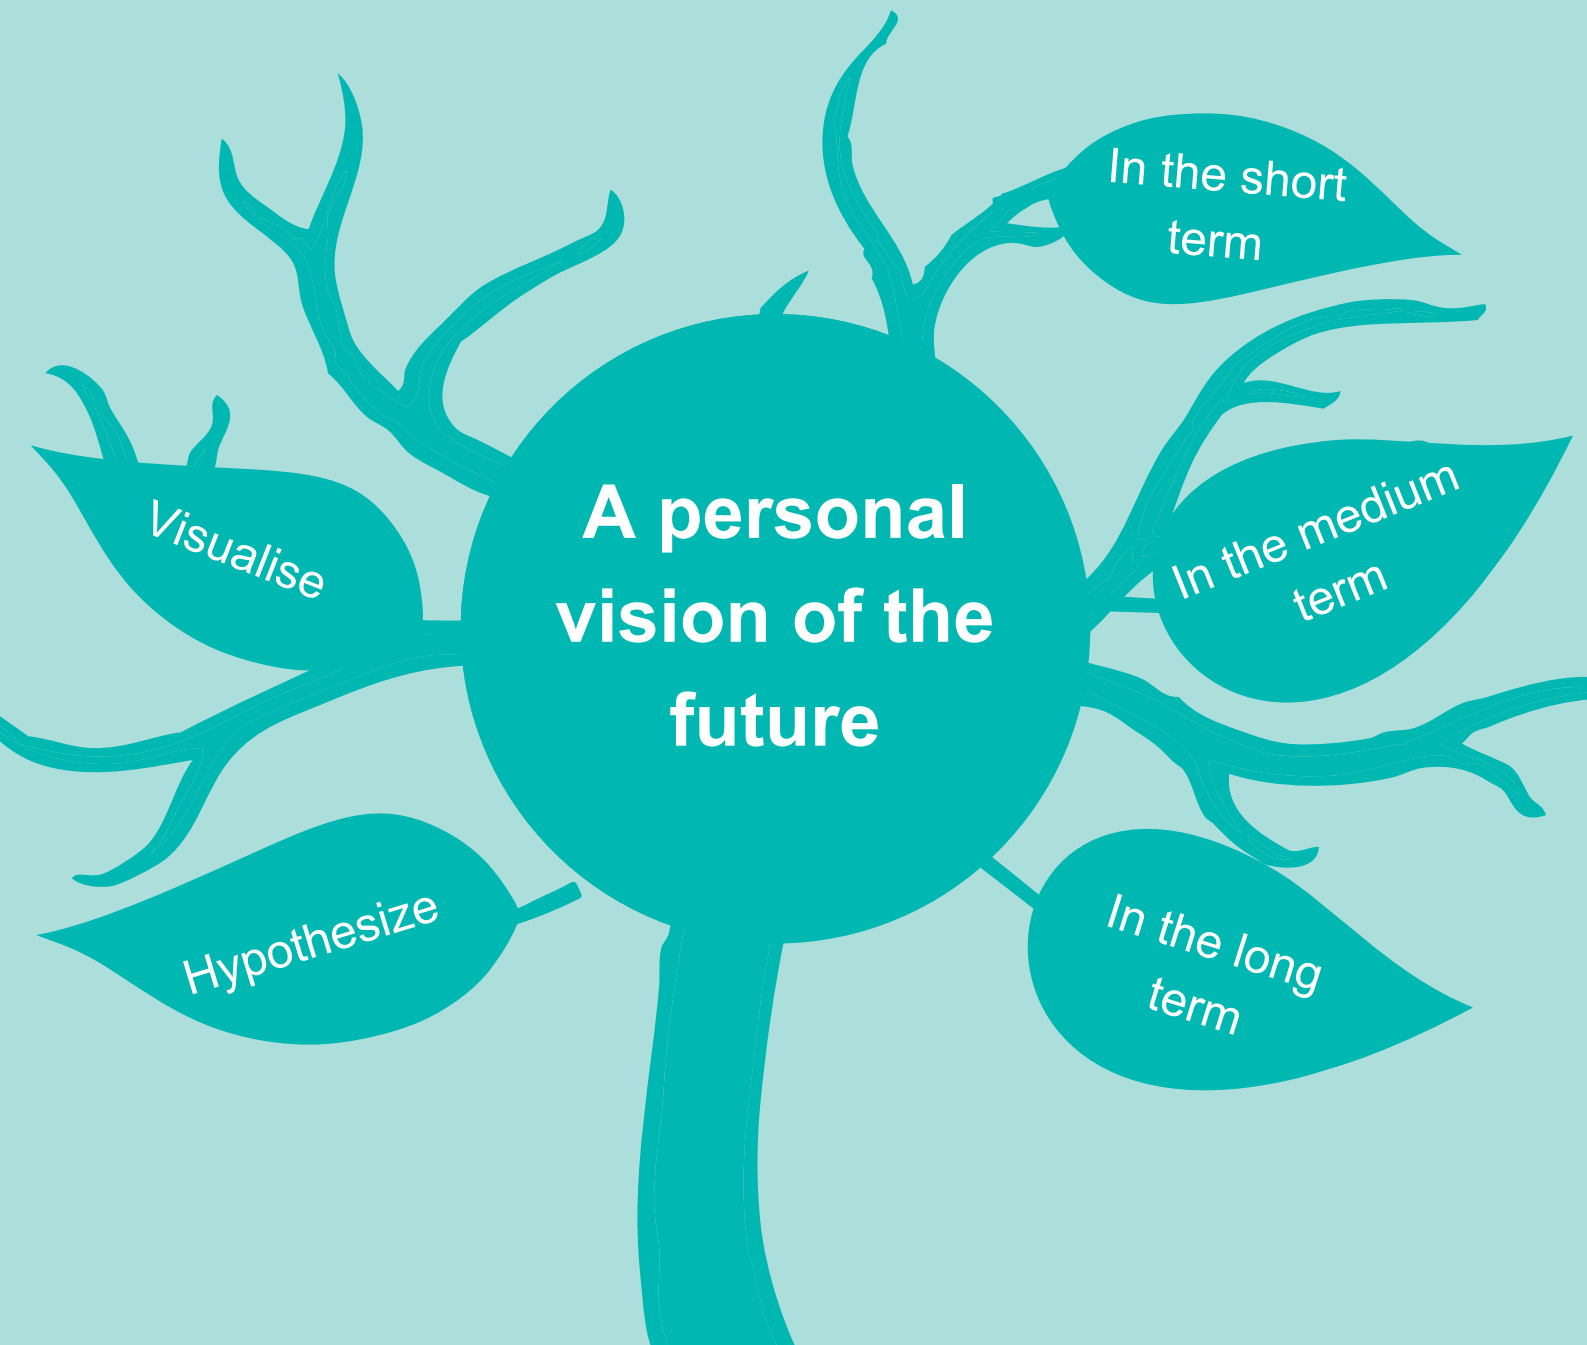 A personal
vision of the
future
In the short
term
In the medium
term
In the long
term
Visualise
Hypothesize